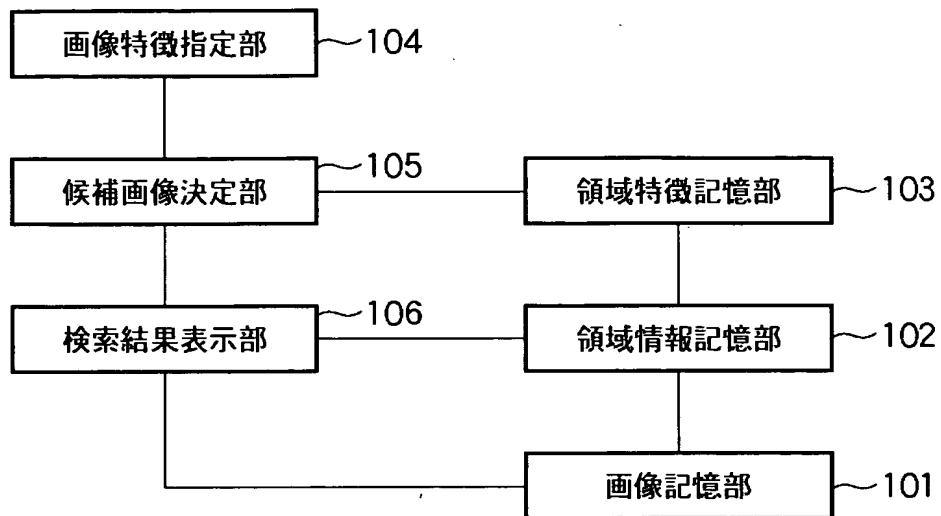 画像特徴指定部 104
候補画像決定部 105
領域特徴記憶部 103
検索結果表示部 106
領域情報記憶部 102
画像記憶部 101